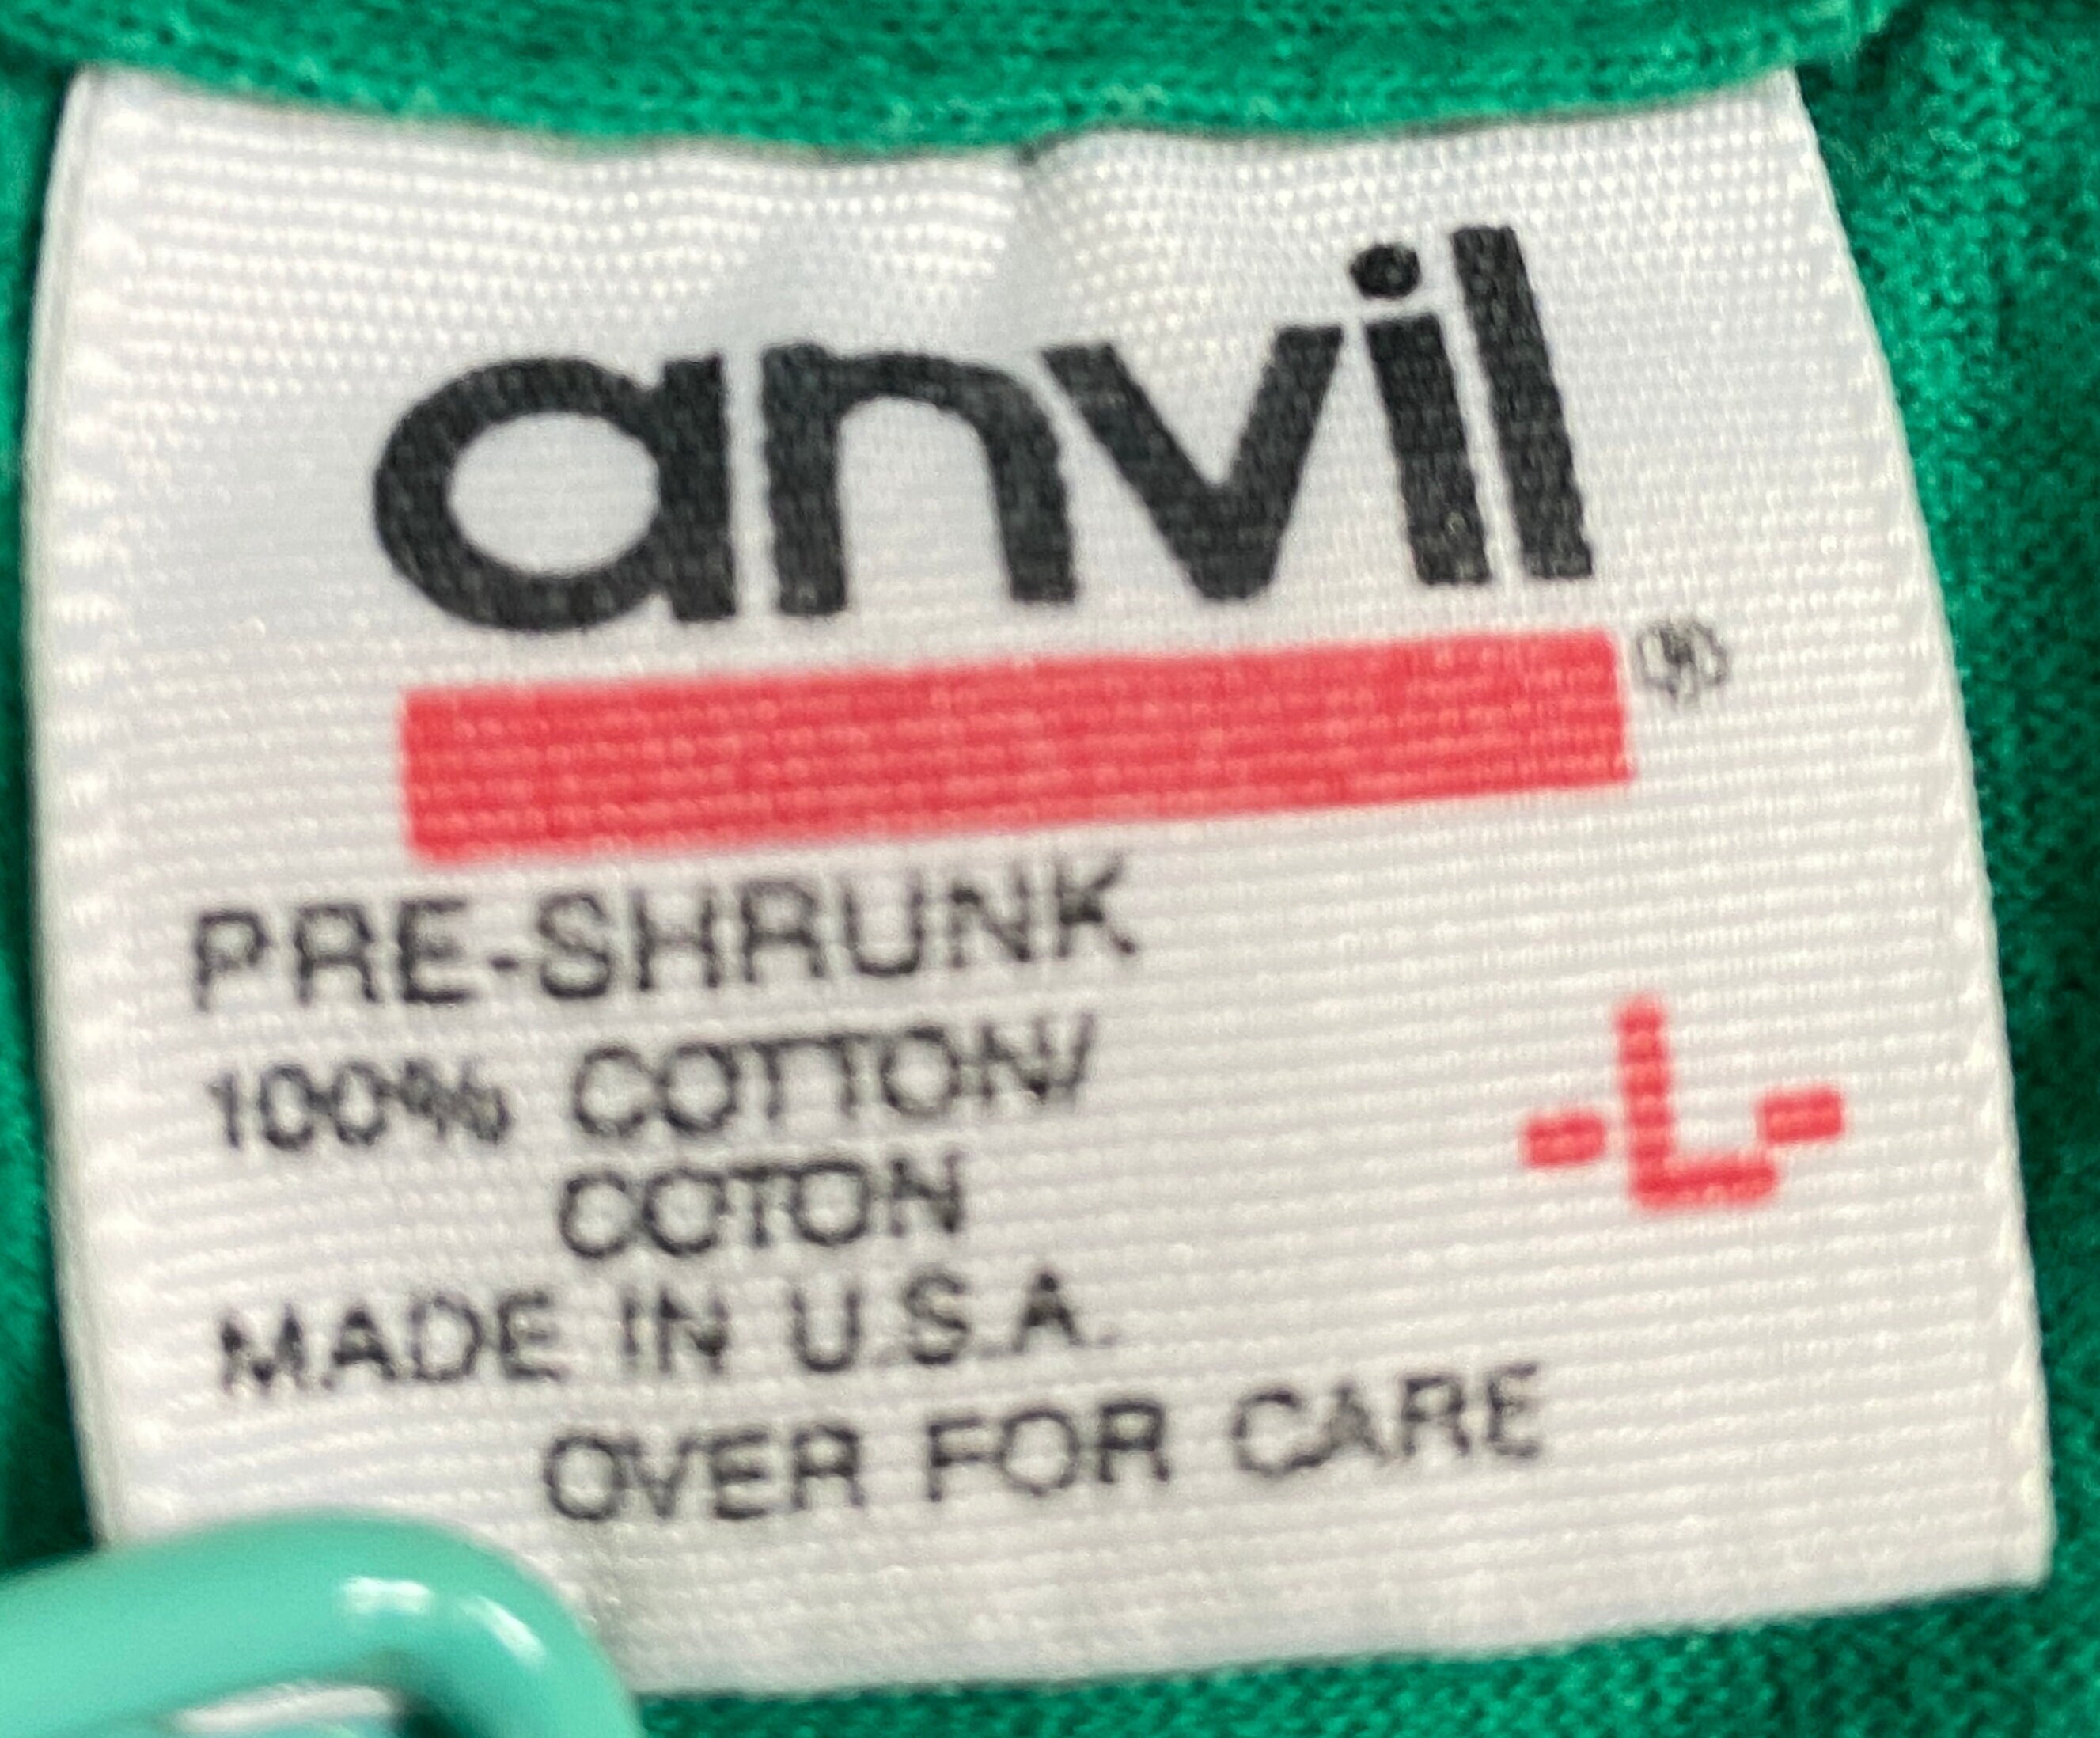 anvil
®
PRE-SHRUNK
100% COTTON/
-L-
COTON
MADE IN U.S.A.
OVER FOR CARE